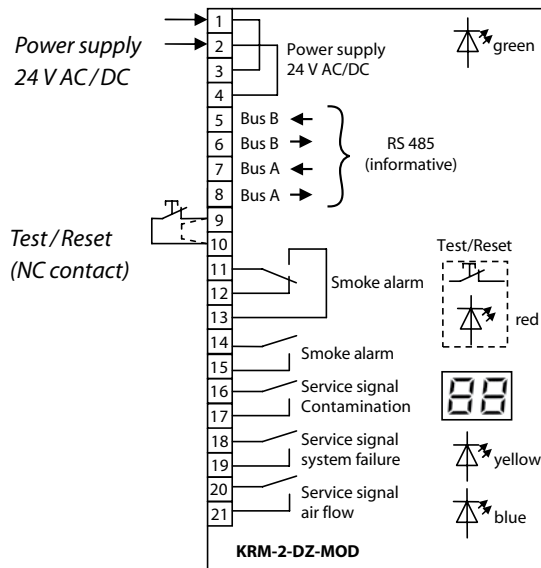 Power supply
24 V AC/DC
Test/Reset
(NC contact)
1
2
3
4
5
6
7
8
9
10
11
12
13
14
15
16
17
18
19
20
21
Power supply
24 V AC/DC
Bus B
Bus B
Bus A
Bus A
RS 485
(informative)
Smoke alarm
Smoke alarm
Service signal
Contamination
Service signal
system failure
Service signal
air flow
green
Test/Reset
red
88
yellow
blue
KRM-2-DZ-MOD